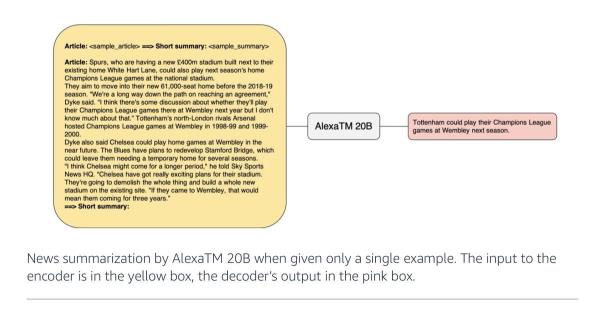 Article: <sample_article> ==> Short summary: <sample_summary>
Article: Spurs, who are having a new £400m stadium built next to their
existing home White Hart Lane, could also play next season's home
Champions League games at the national stadium.
They aim to move into their new 61,000-seat home before the 2018-19
season. "We're a long way down the path on reaching an agreement,"
Dyke said. "I think there's some discussion about whether they'll play
their Champions League games there at Wembley next year but I don't
know much about that." Tottenham's north-London rivals Arsenal
hosted Champions League games at Wembley in 1998-99 and 1999-
2000.
Dyke also said Chelsea could play home games at Wembley in the
near future. The Blues have plans to redevelop Stamford Bridge, which
could leave them needing a temporary home for several seasons.
"I think Chelsea might come for a longer period," he told Sky Sports
News HQ. "Chelsea have got really exciting plans for their stadium.
They're going to demolish the whole thing and build a whole new
stadium on the existing site. "If they came to Wembley, that would
mean them coming for three years."
==> Short summary:
AlexaTM 20B
Tottenham could play their Champions League
games at Wembley next season.
News summarization by AlexaTM 20B when given only a single example. The input to the
encoder is in the yellow box, the decoder's output in the pink box.